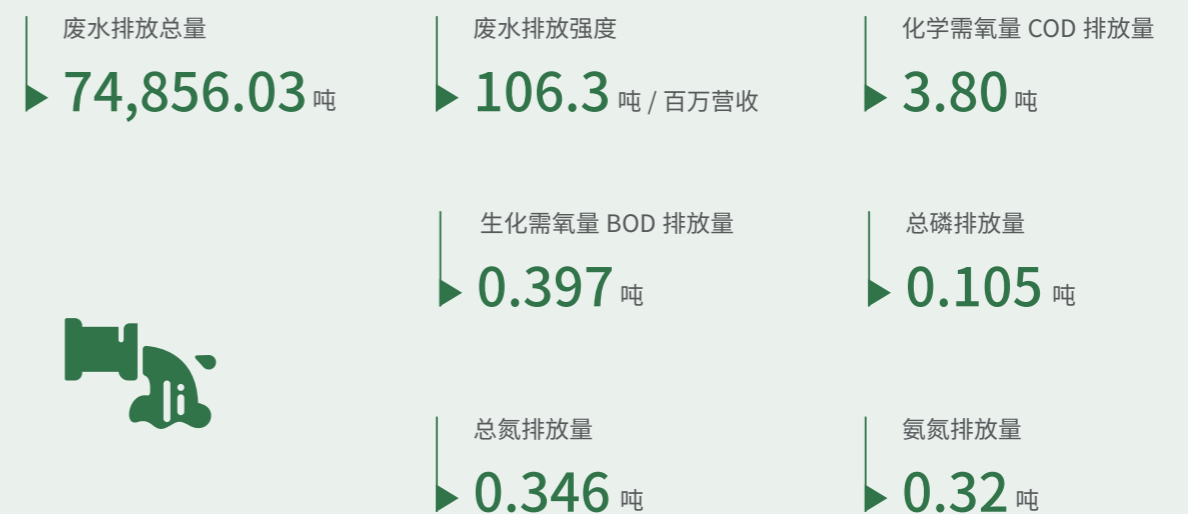 废水排放总量
74,856.03 吨
废水排放强度
106.3 吨 / 百万营收
化学需氧量 COD 排放量
3.80 吨
生化需氧量 BOD 排放量
0.397 吨
总磷排放量
0.105 吨
总氮排放量
0.346 吨
氨氮排放量
0.32 吨